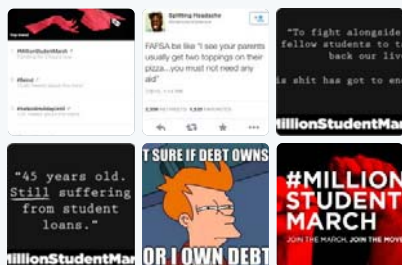 #MillionStudentMarch
Splitting Headache
FAFSA be like "I see your parents
usually get two toppings on their
pizza...you must not need any
aid"
"To fight alongside
fellow students to t
back our live
is shit has got to en
MillionStudentMar
"45 years old.
Still suffering
from student
loans."
MillionStudentMar
T SURE IF DEBT OWNS
OR I OWN DEBT
#MILLION
STUDENT
MARCH
JOIN THE MARCH, JOIN THE MOVE